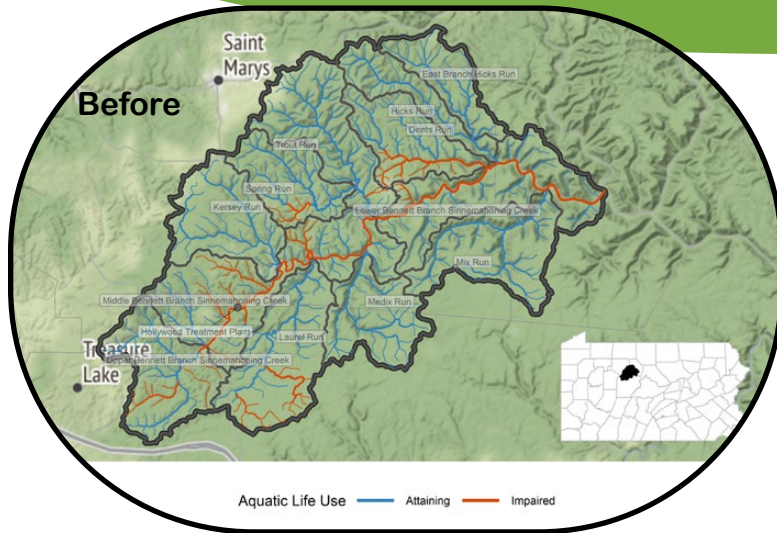 Saint
Marys
Before
East Branch Hicks Run
Hicks Run
Dents Run
Trout Run
Spring Run
Kersey Run
Lower Bennett Branch Sinnemahoning Creek
Mix Run
Middle Bennett Branch Sinnemahoning Creek
Medix Run
Hollywood Treatment Plant
Laurel Run
Treasure
Lake
Upper Bennett Branch Sinnemahoning Creek
Aquatic Life Use Attaining Impaired